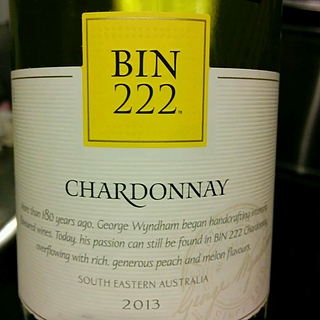 BIN
222
CHARDONNAY
More than 180 years ago, George Wyndham began handcrafting intensely
flavoured wines. Today, his passion can still be found in BIN 222 Chardonnay,
overflowing with rich, generous peach and melon flavours.
SOUTH EASTERN AUSTRALIA
2013